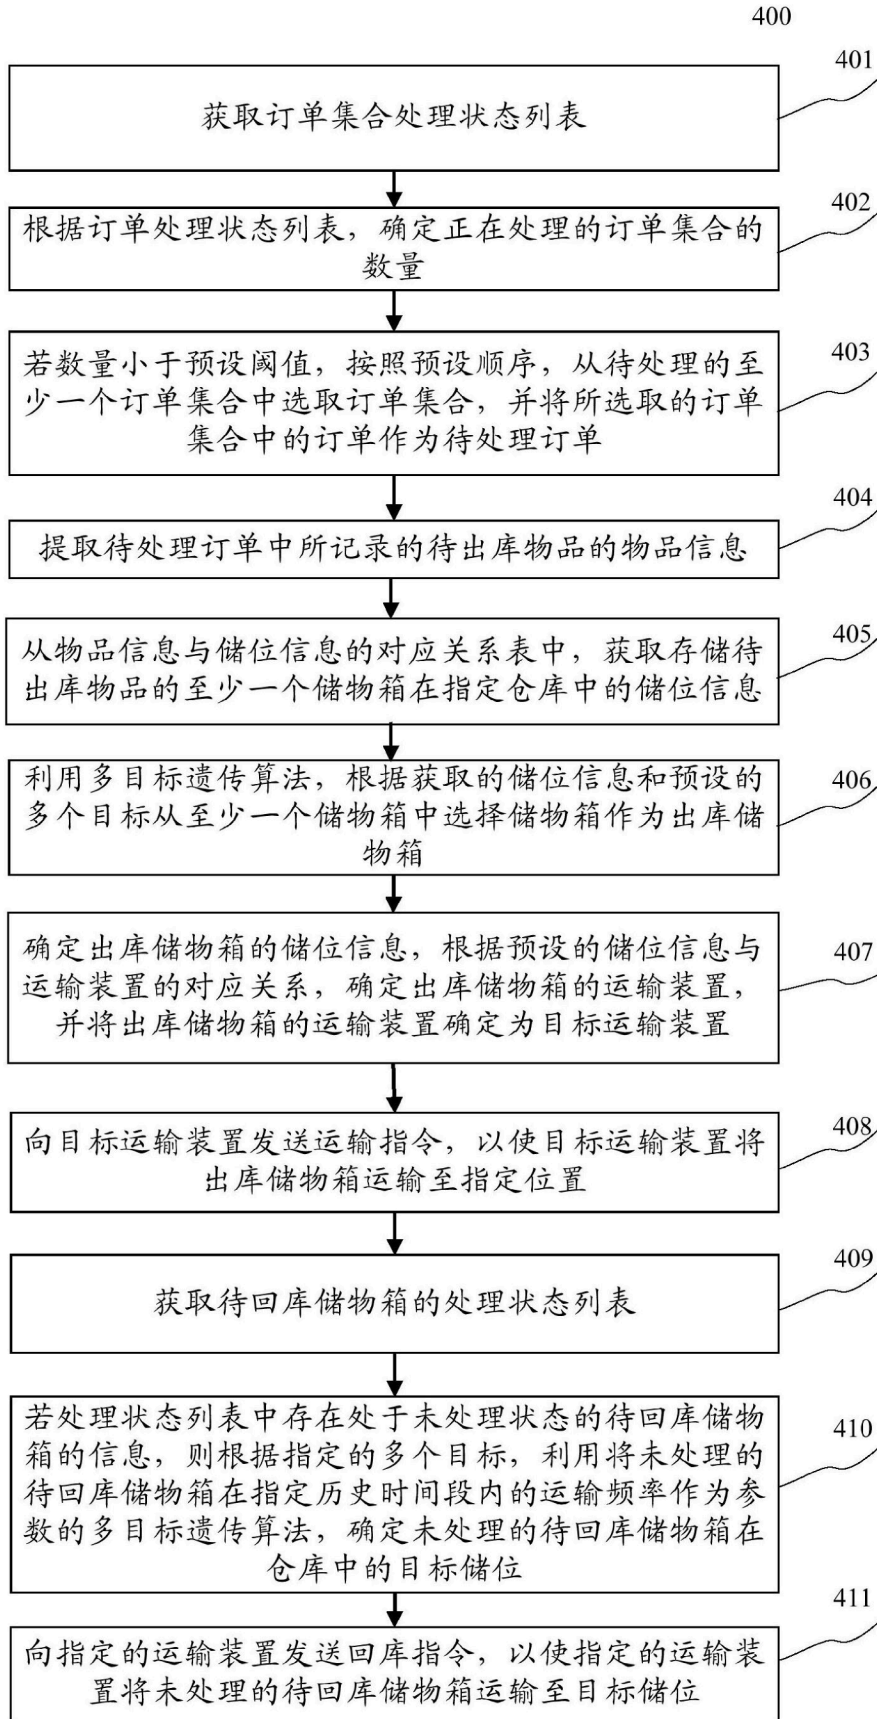 400
401
获取订单集合处理状态列表
402
根据订单处理状态列表，确定正在处理的订单集合的
数量
403
若数量小于预设阈值，按照预设顺序，从待处理的至
少一个订单集合中选取订单集合，并将所选取的订单
集合中的订单作为待处理订单
404
提取待处理订单中所记录的待出库物品的物品信息
405
从物品信息与储位信息的对应关系表中，获取存储待
出库物品的至少一个储物箱在指定仓库中的储位信息
406
利用多目标遗传算法，根据获取的储位信息和预设的
多个目标从至少一个储物箱中选择储物箱作为出库储
物箱
407
确定出库储物箱的储位信息，根据预设的储位信息与
运输装置的对应关系，确定出库储物箱的运输装置，
并将出库储物箱的运输装置确定为目标运输装置
408
向目标运输装置发送运输指令，以使目标运输装置将
出库储物箱运输至指定位置
409
获取待回库储物箱的处理状态列表
410
若处理状态列表中存在处于未处理状态的待回库储物
箱的信息，则根据指定的多个目标，利用将未处理的
待回库储物箱在指定历史时间段内的运输频率作为参
数的多目标遗传算法，确定未处理的待回库储物箱在
仓库中的目标储位
411
向指定的运输装置发送回库指令，以使指定的运输装
置将未处理的待回库储物箱运输至目标储位